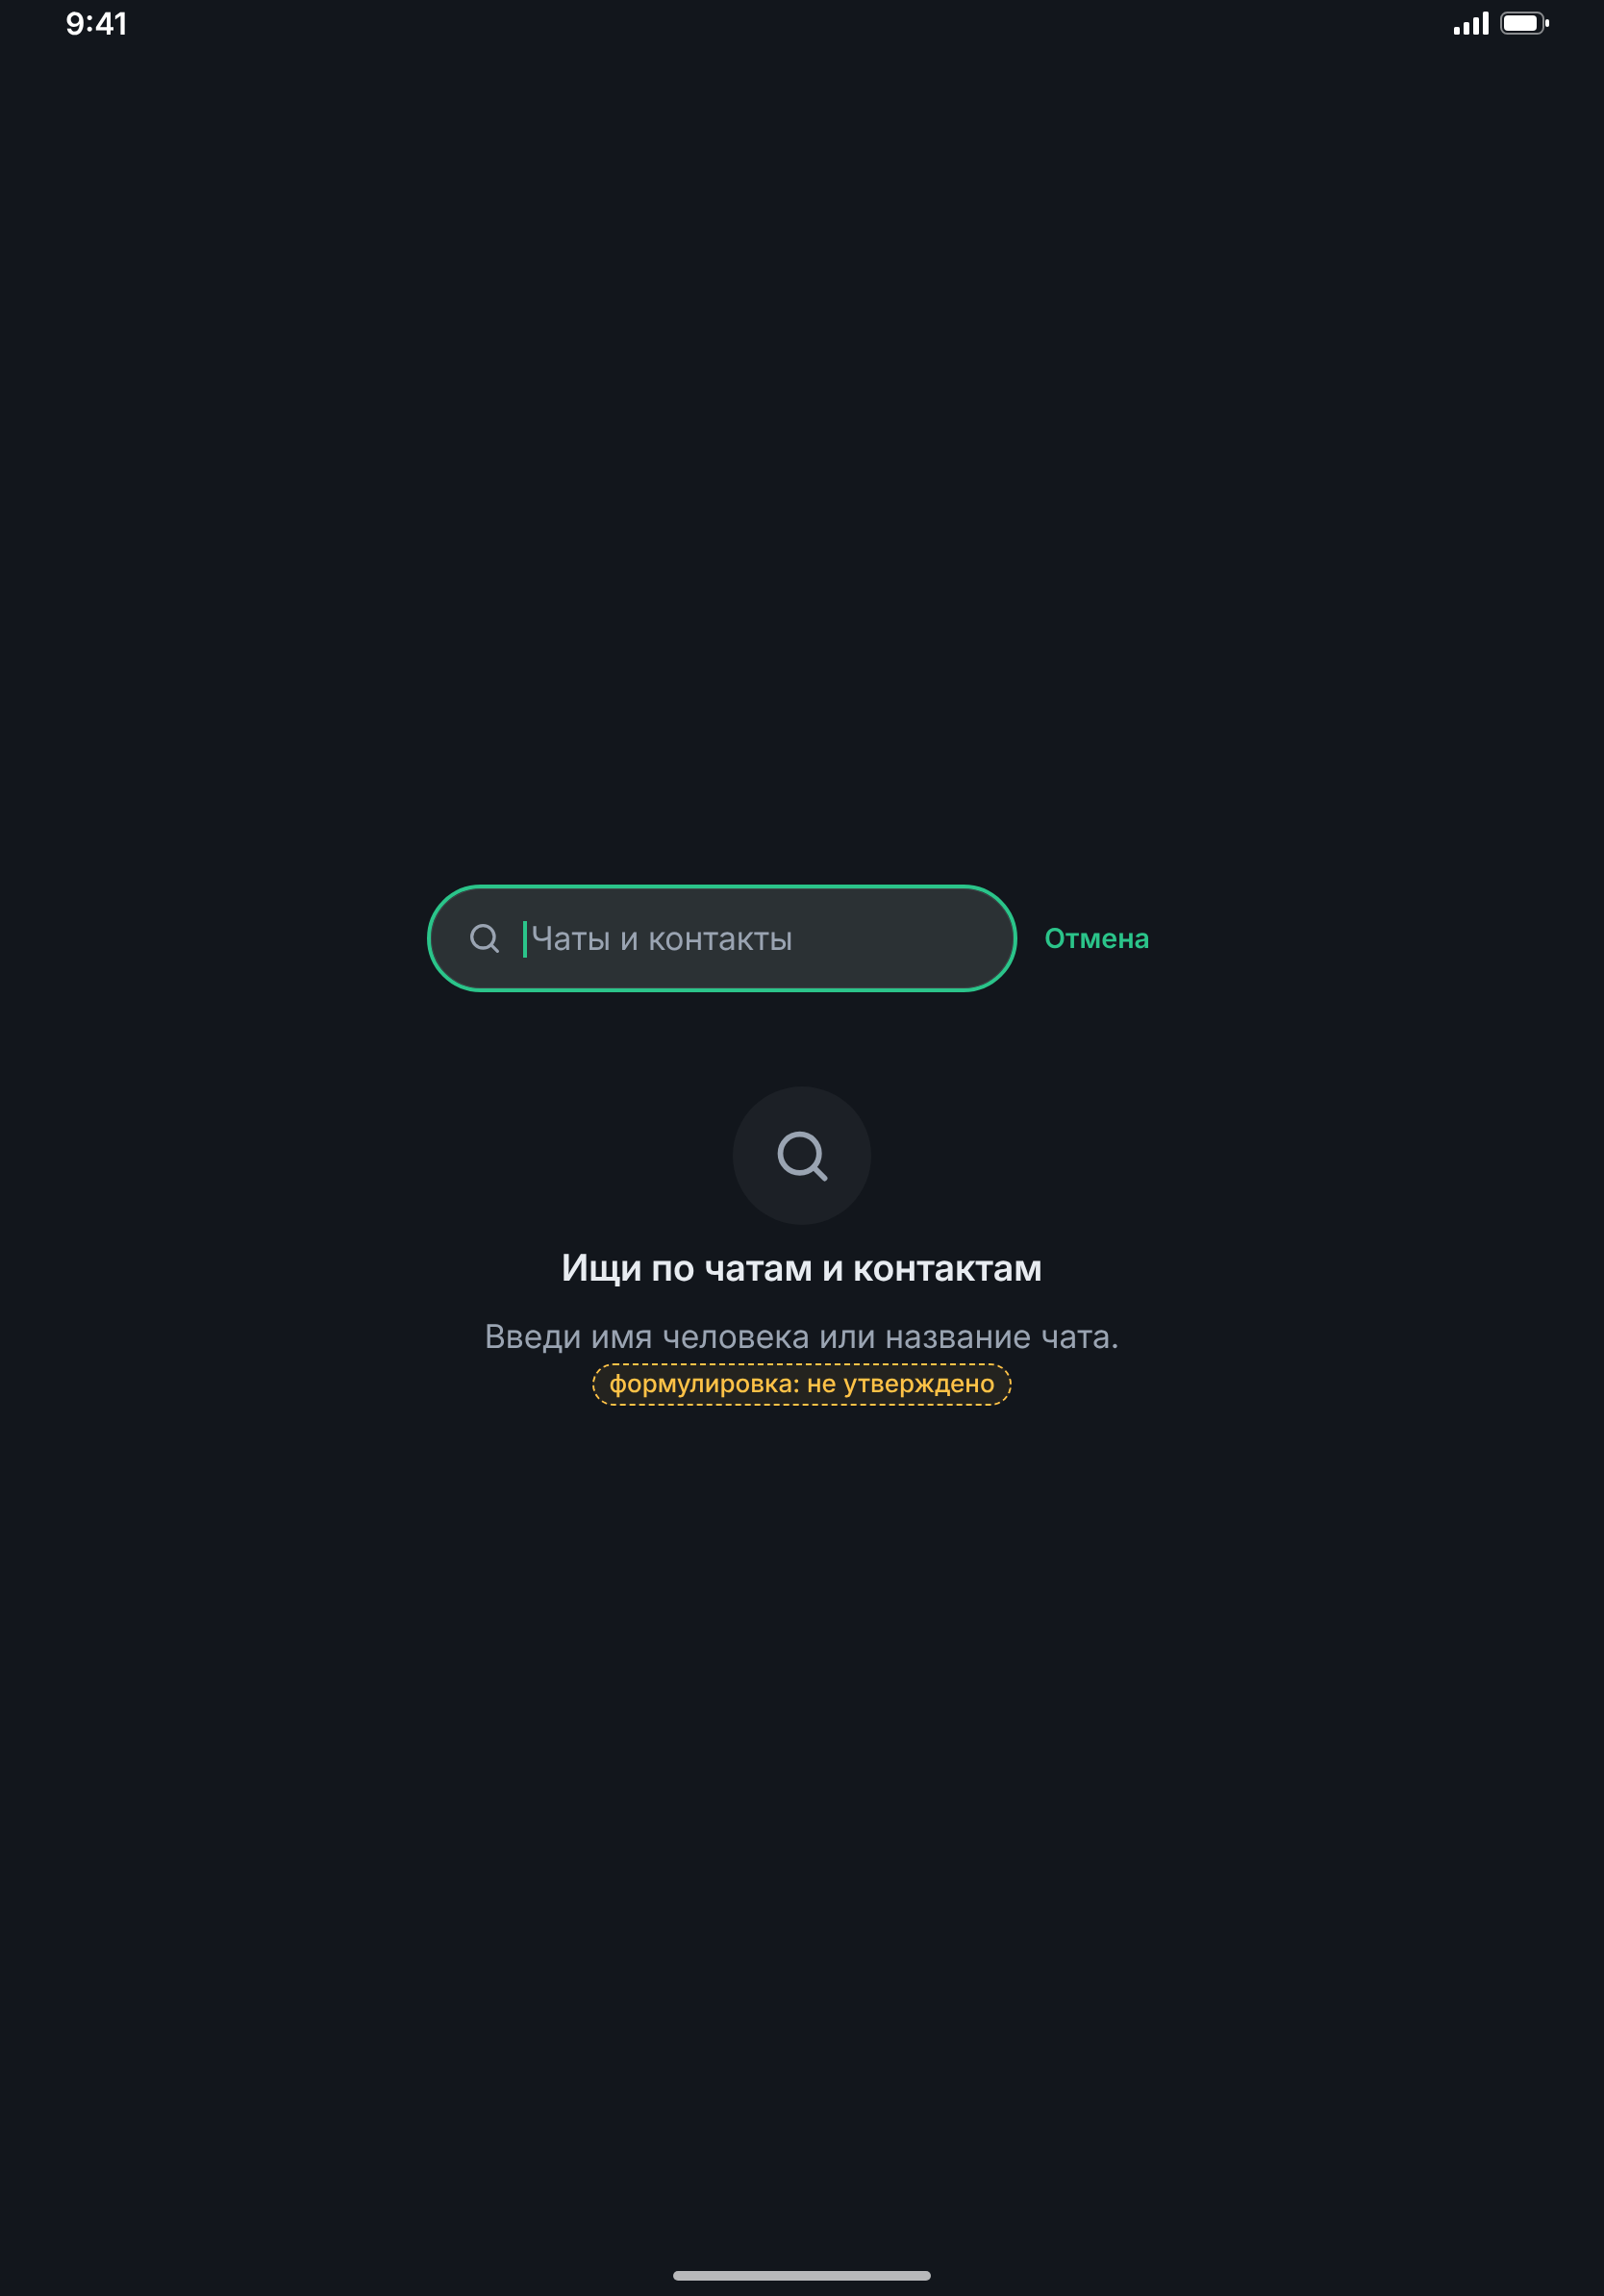 9:41
Чаты и контакты
Отмена
Ищи по чатам и контактам
Введи имя человека или название чата.
формулировка: не утверждено